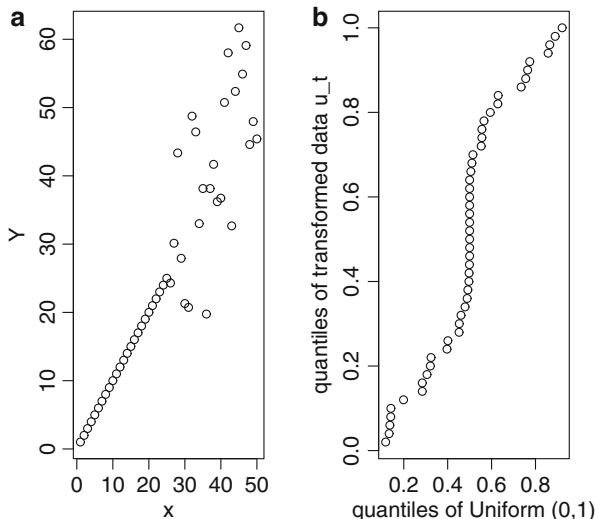 a
b
60
50
40
30
20
10
0
Y
0 10 20 30 40 50
x
1.0
0.8
0.6
0.4
0.2
0.0
quantiles of transformed data u_t
0.2 0.4 0.6 0.8
quantiles of Uniform (0,1)